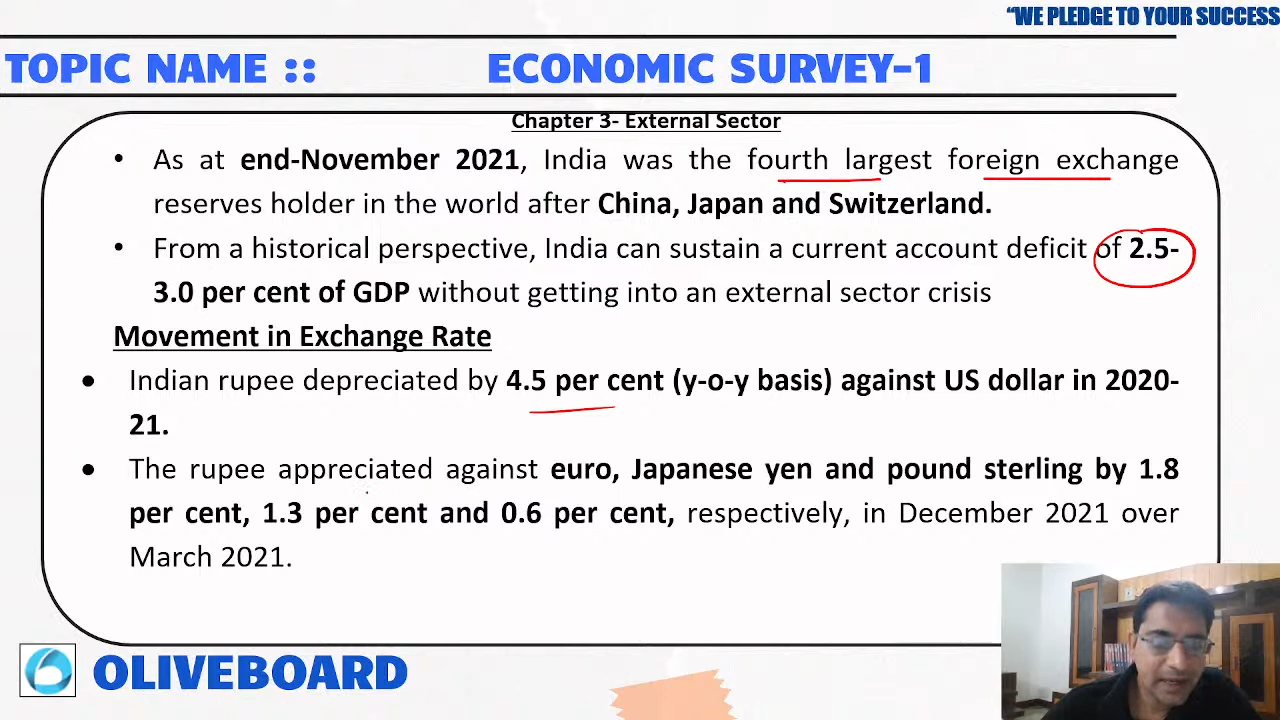 “WE PLEDGE TO YOUR SUCCESS
TOPIC NAME :: ECONOMIC SURVEY-1
Chapter 3- External Sector
• As at end-November 2021, India was the fourth largest foreign exchange
reserves holder in the world after China, Japan and Switzerland.
• From a historical perspective, India can sustain a current account deficit of 2.5-
3.0 per cent of GDP without getting into an external sector crisis
Movement in Exchange Rate
• Indian rupee depreciated by 4.5 per cent (y-o-y basis) against US dollar in 2020-
21.
• The rupee appreciated against euro, Japanese yen and pound sterling by 1.8
per cent, 1.3 per cent and 0.6 per cent, respectively, in December 2021 over
March 2021.
OLIVEBOARD